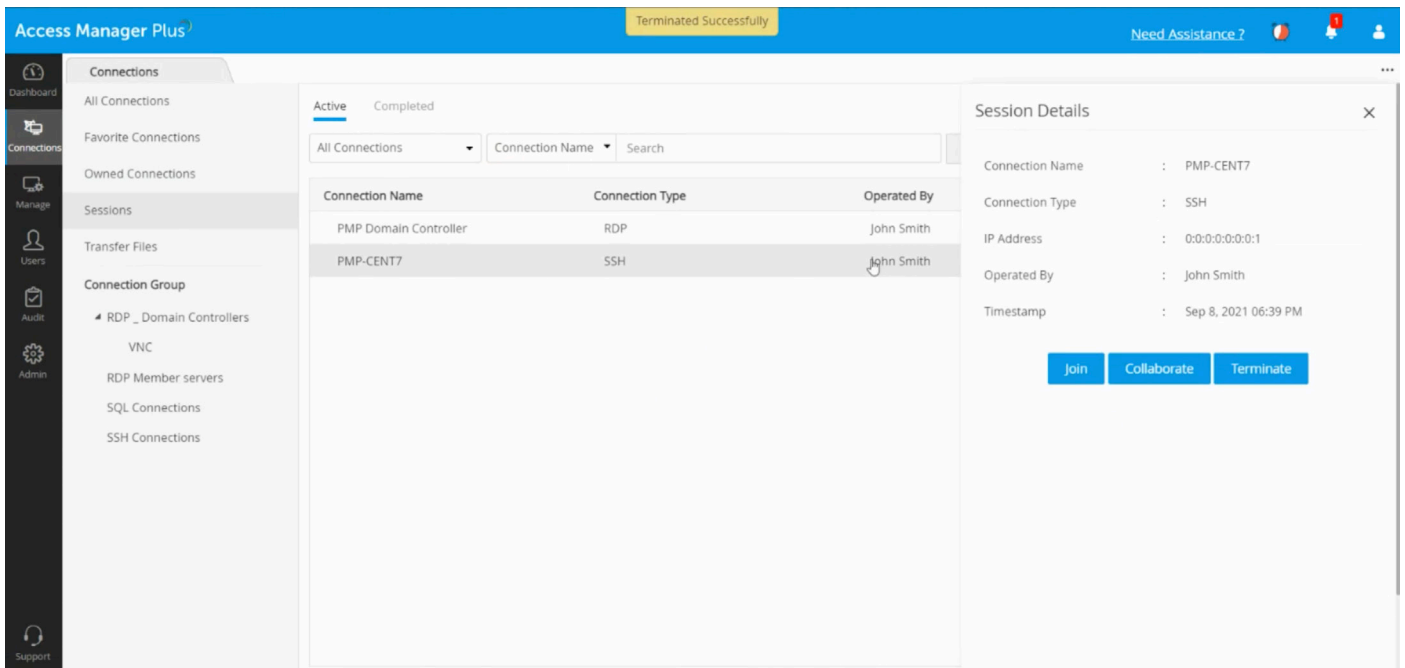 Access Manager Plus
Terminated Successfully
Need Assistance ?
1
Dashboard
Connections
Manage
Users
Audit
Admin
Support
Connections
All Connections
Favorite Connections
Owned Connections
Sessions
Transfer Files
Connection Group
RDP _ Domain Controllers
VNC
RDP Member servers
SQL Connections
SSH Connections
Active Completed
All Connections Connection Name Search
Connection Name Connection Type Operated By
PMP Domain Controller RDP John Smith
PMP-CENT7 SSH John Smith
Session Details
Connection Name : PMP-CENT7
Connection Type : SSH
IP Address : 0:0:0:0:0:0:0:1
Operated By : John Smith
Timestamp : Sep 8, 2021 06:39 PM
Join Collaborate Terminate